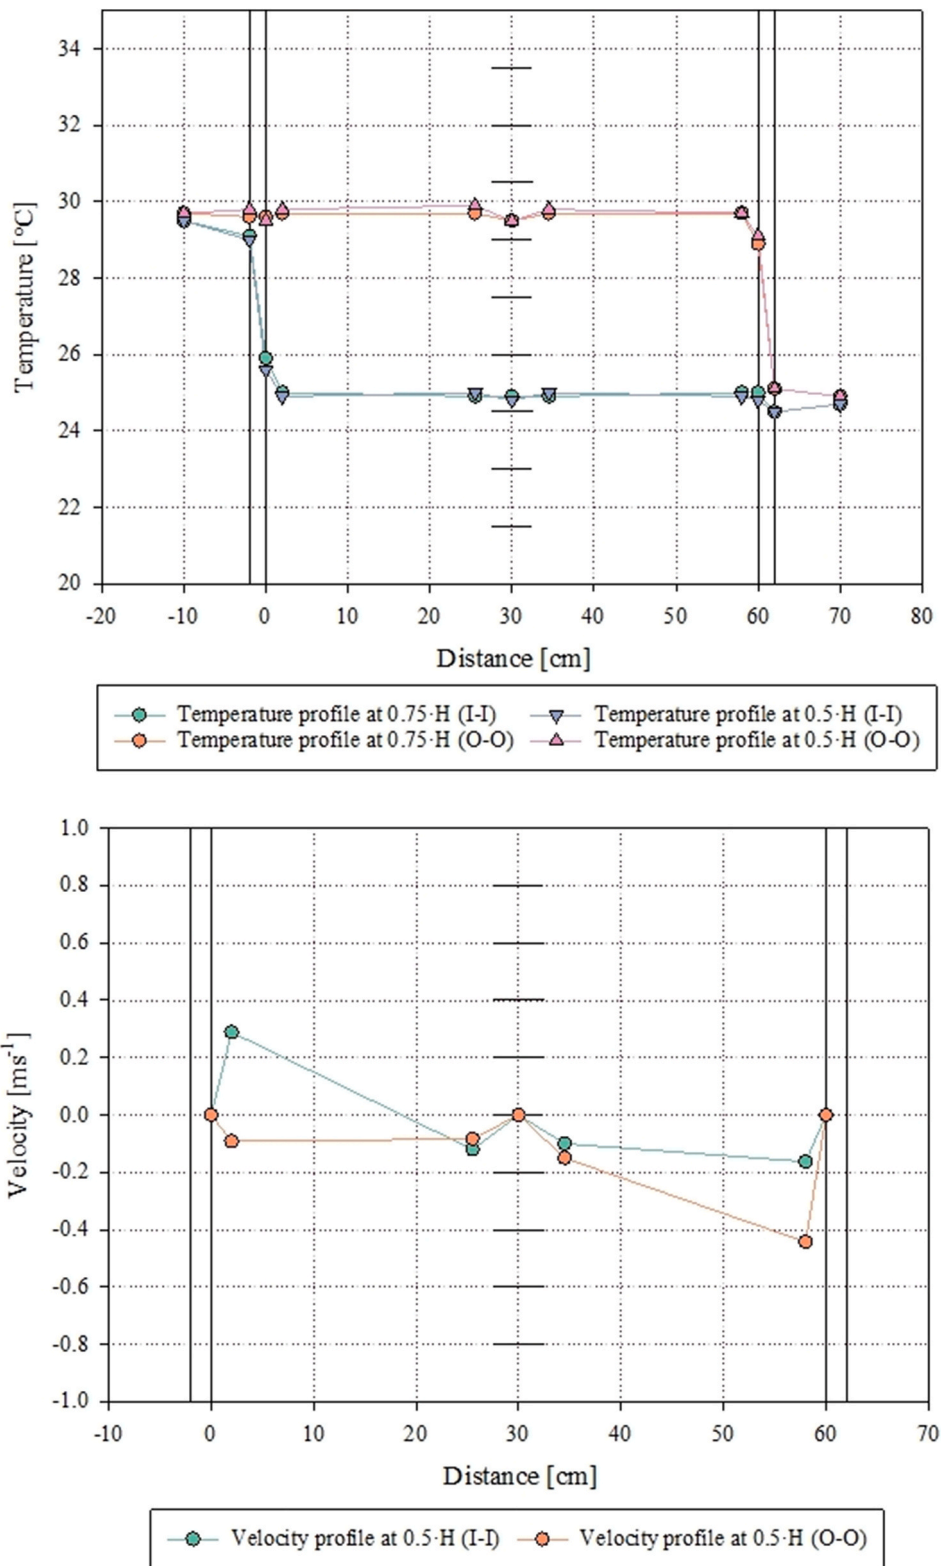 34
32
30
28
26
24
22
20
Temperature [°C]
-20 -10 0 10 20 30 40 50 60 70 80
Distance [cm]
Temperature profile at 0.75·H (I-I) Temperature profile at 0.5·H (I-I)
Temperature profile at 0.75·H (O-O) Temperature profile at 0.5·H (O-O)
1.0
0.8
0.6
0.4
0.2
0.0
-0.2
-0.4
-0.6
-0.8
-1.0
Velocity [ms⁻¹]
-10 0 10 20 30 40 50 60 70
Distance [cm]
Velocity profile at 0.5·H (I-I) Velocity profile at 0.5·H (O-O)